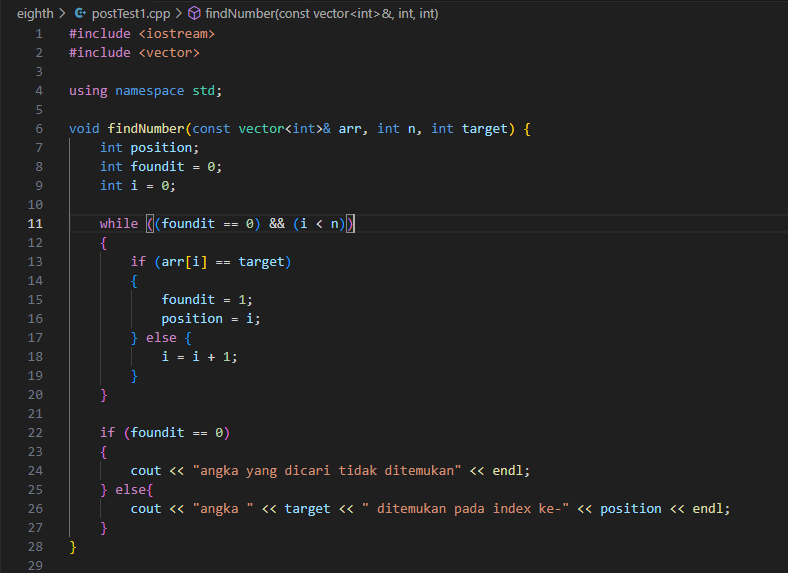 eighth > postTest1.cpp > findNumber(const vector<int>&, int, int)
1 #include <iostream>
2 #include <vector>
3
4 using namespace std;
5
6 void findNumber(const vector<int>& arr, int n, int target) {
7     int position;
8     int foundit = 0;
9     int i = 0;
10
11     while ((foundit == 0) && (i < n))
12     {
13         if (arr[i] == target)
14         {
15             foundit = 1;
16             position = i;
17         } else {
18             i = i + 1;
19         }
20     }
21
22     if (foundit == 0)
23     {
24         cout << "angka yang dicari tidak ditemukan" << endl;
25     } else{
26         cout << "angka " << target << " ditemukan pada index ke-" << position << endl;
27     }
28 }
29